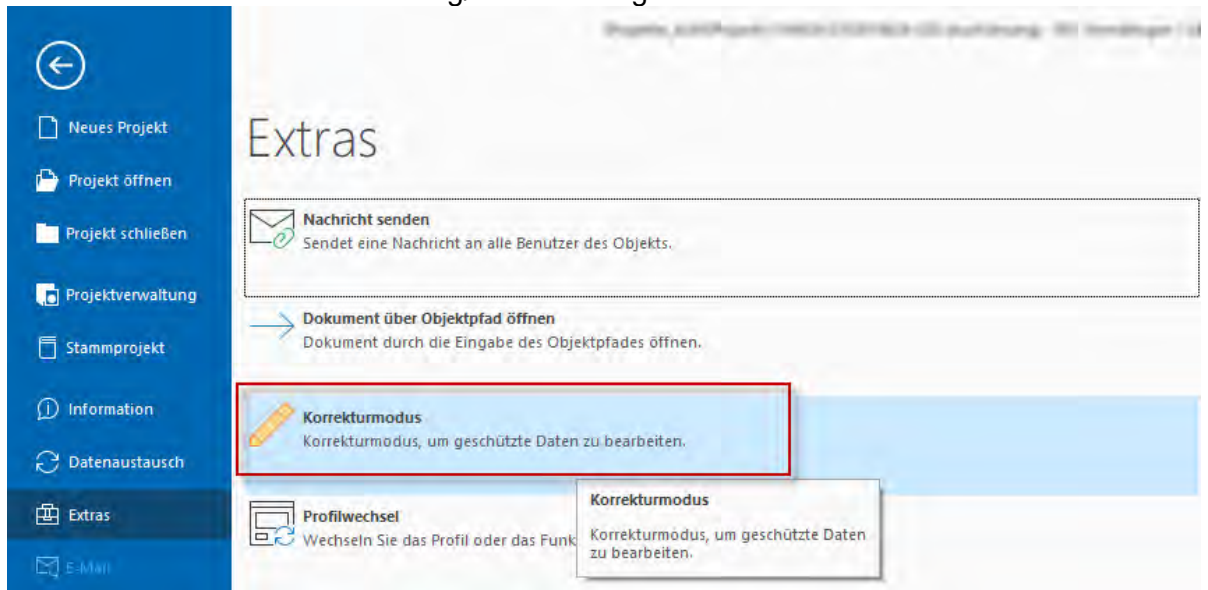 Neues Projekt
Projekt öffnen
Projekt schließen
Projektverwaltung
Stammprojekt
Information
Datenaustausch
Extras
E-Mail
Extras
Nachricht senden
Sendet eine Nachricht an alle Benutzer des Objekts.
Dokument über Objektpfad öffnen
Dokument durch die Eingabe des Objektpfades öffnen.
Korrekturmodus
Korrekturmodus, um geschützte Daten zu bearbeiten.
Profilwechsel
Wechseln Sie das Profil oder das Funk
Korrekturmodus
Korrekturmodus, um geschützte Daten
zu bearbeiten.